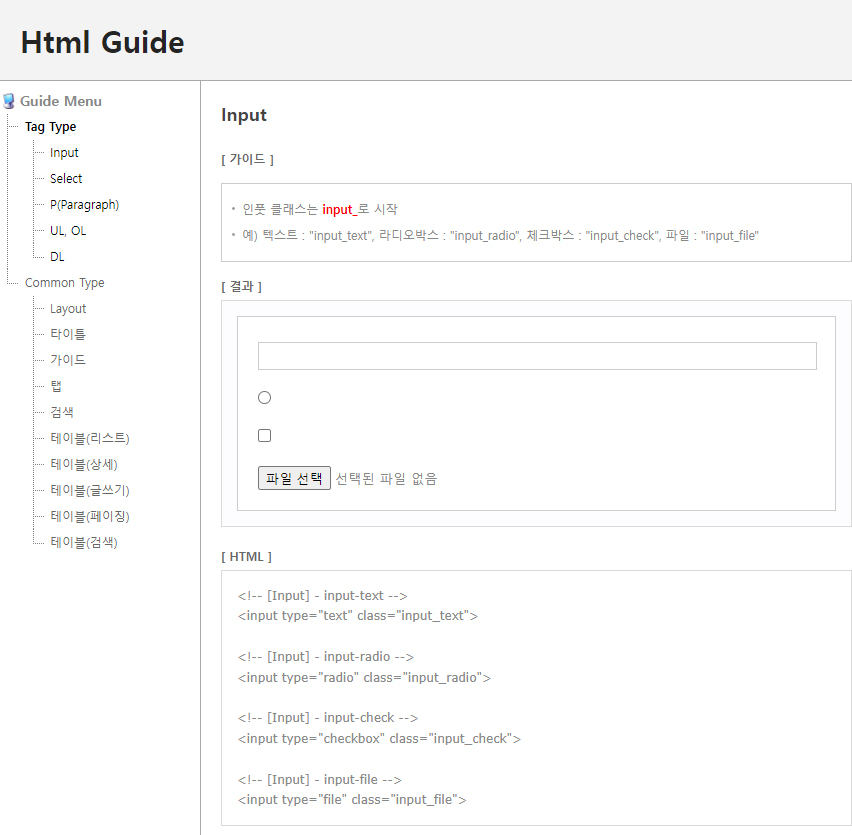 Html Guide
Guide Menu
Tag Type
Input
Select
P(Paragraph)
UL, OL
DL
Common Type
Layout
타이틀
가이드
탭
검색
테이블(리스트)
테이블(상세)
테이블(글쓰기)
테이블(페이징)
테이블(검색)
Input
[ 가이드 ]
• 인풋 클래스는 input_로 시작
• 예) 텍스트 : "input_text", 라디오박스 : "input_radio", 체크박스 : "input_check", 파일 : "input_file"
[ 결과 ]
파일 선택 선택된 파일 없음
[ HTML ]
<!-- [Input] - input-text -->
<input type="text" class="input_text">
<!-- [Input] - input-radio -->
<input type="radio" class="input_radio">
<!-- [Input] - input-check -->
<input type="checkbox" class="input_check">
<!-- [Input] - input-file -->
<input type="file" class="input_file">